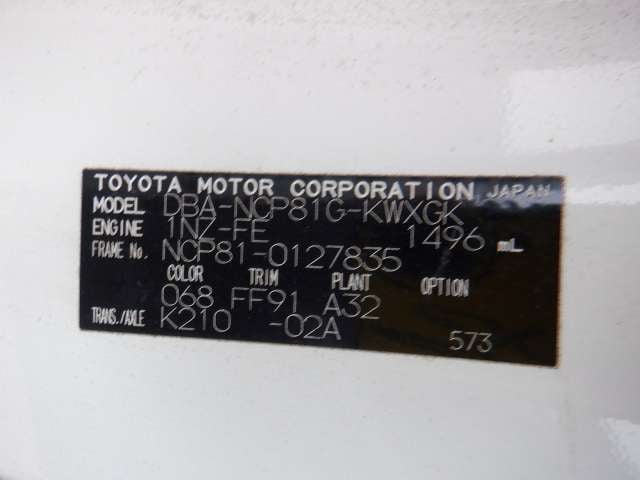 TOYOTA MOTOR CORPORATION JAPAN
MODEL DBA-NCP81G-KWXGK
ENGINE 1NZ-FE 1496 mL
FRAME No. NCP81-0127835
COLOR TRIM PLANT OPTION
068 FF91 A32
TRANS./AXLE K210 -02A
573